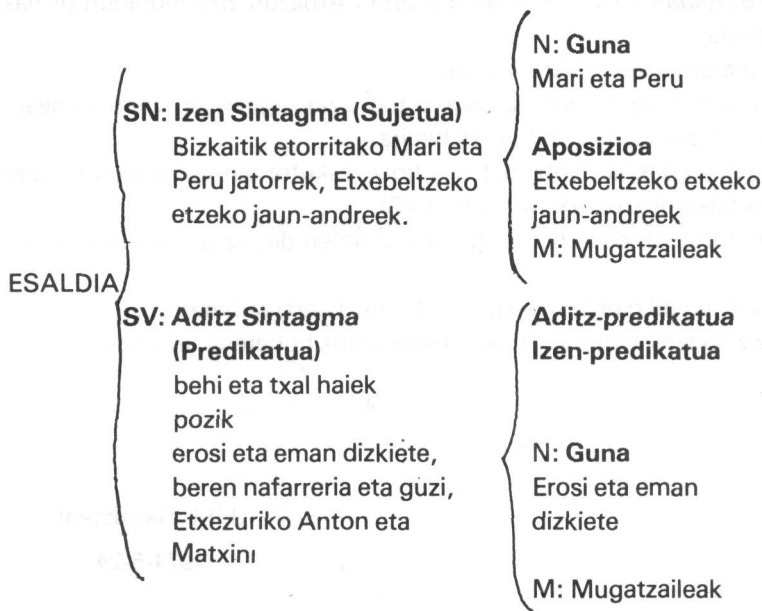 ESALDIA
SN: Izen Sintagma (Sujetua)
Bizkaitik etorritako Mari eta
Peru jatorrek, Etxebeltzeko
etzeko jaun-andreek.
N: Guna
Mari eta Peru
Aposizioa
Etxebeltzeko etxeko
jaun-andreek
M: Mugatzaileak
SV: Aditz Sintagma
(Predikatua)
behi eta txal haiek
pozik
erosi eta eman dizkiete,
beren nafarreria eta guzi,
Etxezuriko Anton eta
Matxini
Aditz-predikatua
Izen-predikatua
N: Guna
Erosi eta eman
dizkiete
M: Mugatzaileak